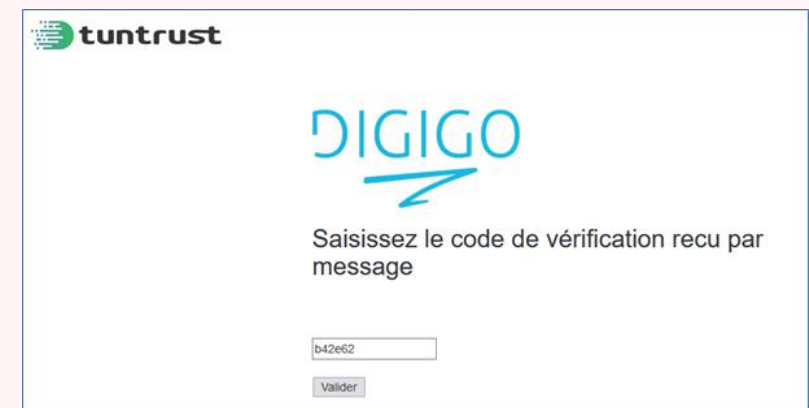 tuntrust
DIGIGO
Saisissez le code de vérification recu par
message
b42e62
Valider